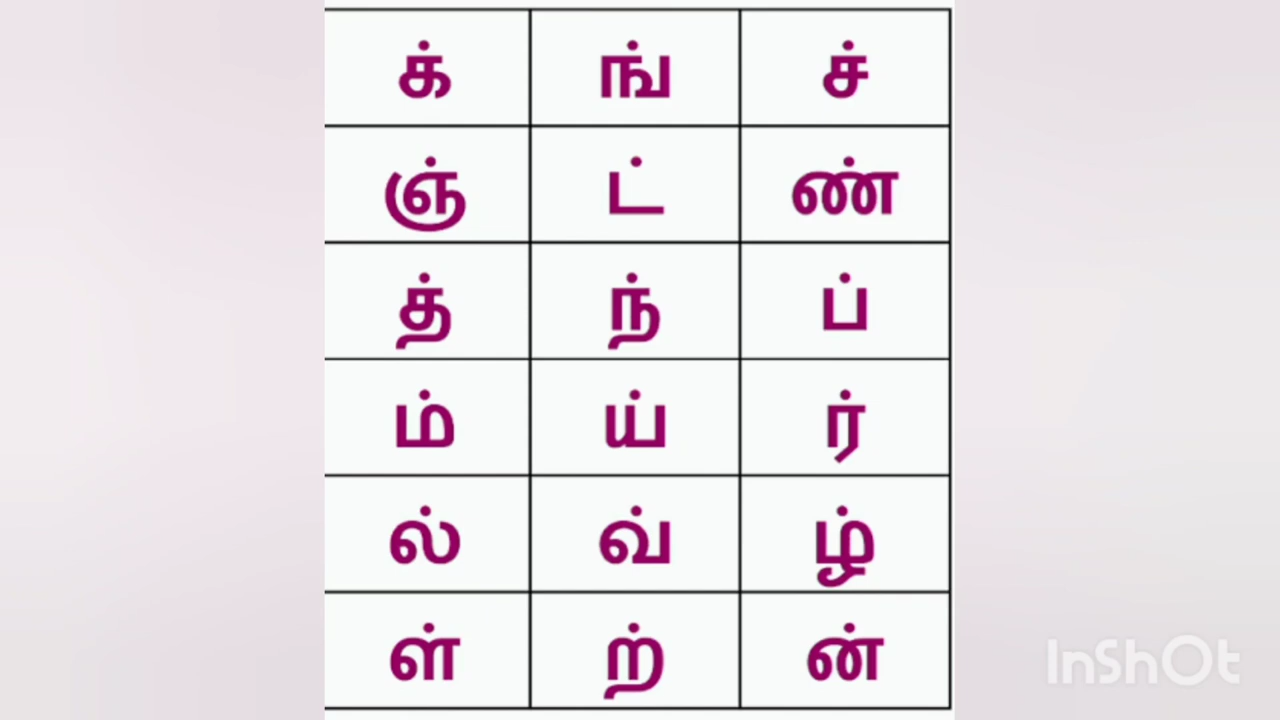 க் ங் ச்
ஞ் ட் ண்
த் ந் ப்
ம் ய் ர்
ல் வ் ழ்
ள் ற் ன்
InShOt